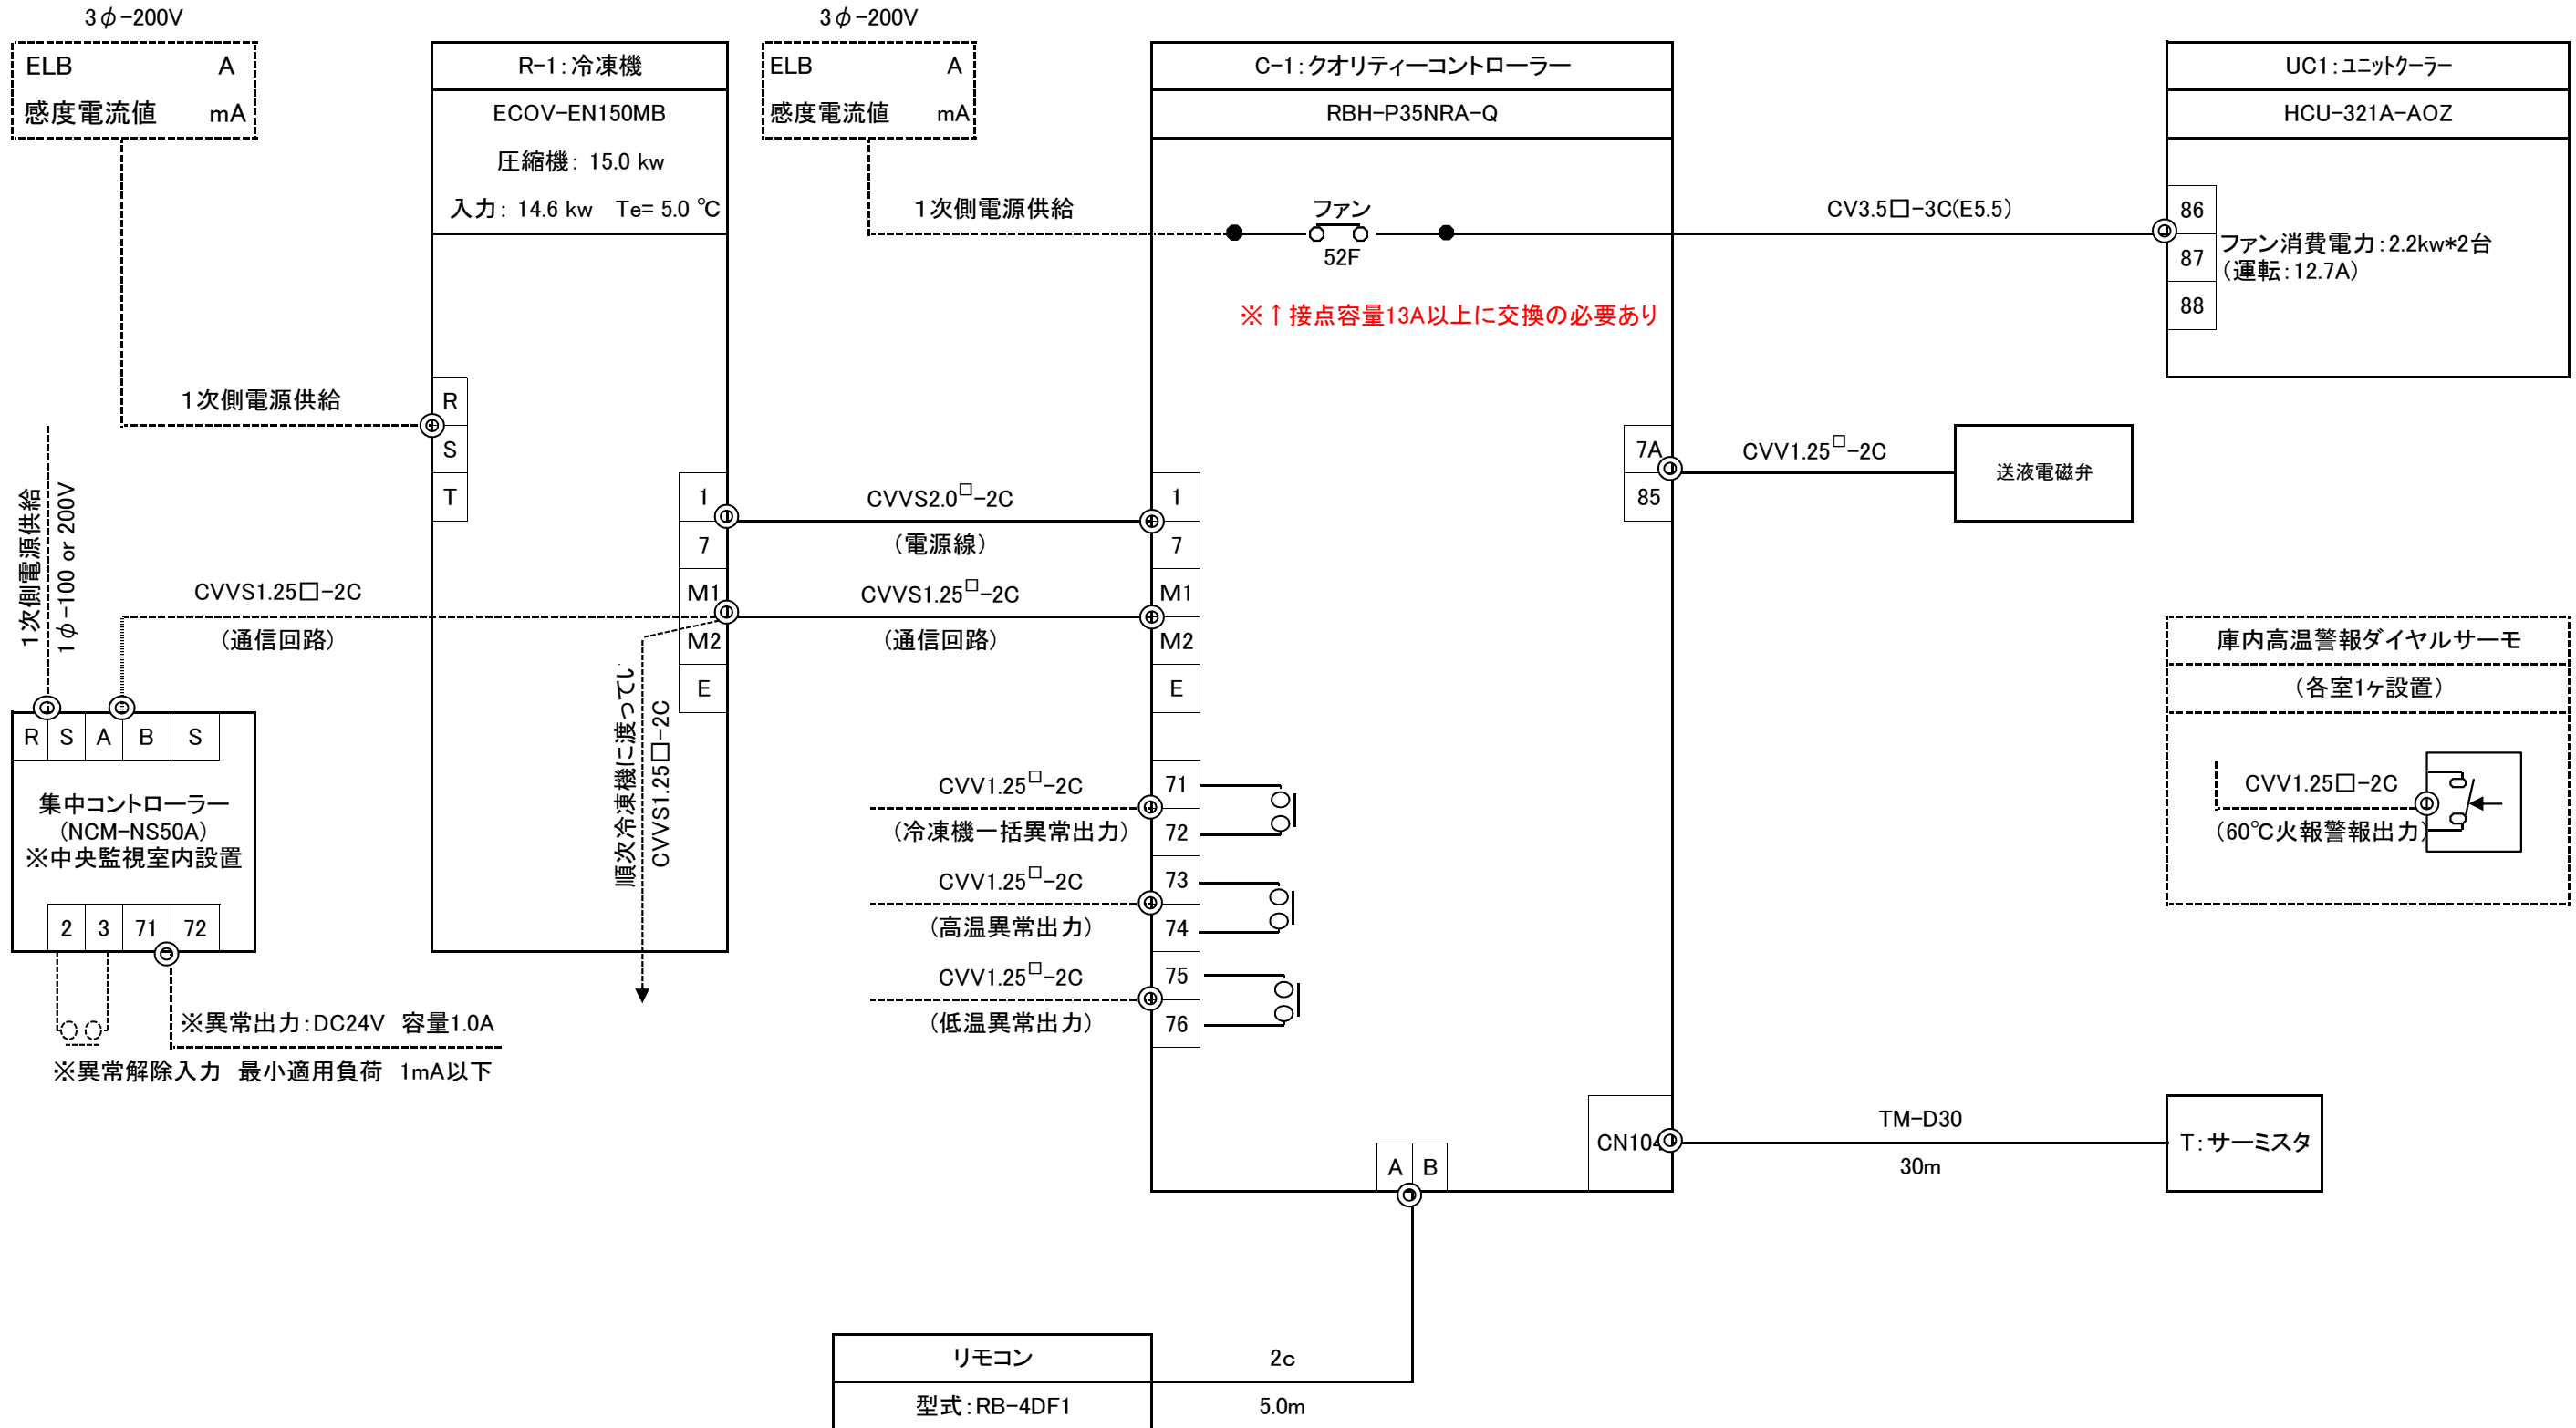 3φ-200V
ELB A
感度電流値 mA
R-1：冷凍機
ECOV-EN150MB
圧縮機： 15.0 kw
入力： 14.6 kw Te= 5.0 ℃
3φ-200V
ELB A
感度電流値 mA
C-1：クオリティーコントローラー
RBH-P35NRA-Q
UC1：ユニットクーラー
HCU-321A-AOZ
1次側電源供給
ファン
52F
※↑接点容量13A以上に交換の必要あり
CV3.5□-3C(E5.5)
86
87
88
ファン消費電力：2.2kw*2台
（運転：12.7A）
1次側電源供給
R
S
T
1次側電源供給
1φ-100 or 200V
1
7
M1
M2
E
CVVS2.0□-2C
（電源線）
CVVS1.25□-2C
（通信回路）
1
7
M1
M2
E
7A
85
CVV1.25□-2C
送液電磁弁
CVVS1.25□-2C
（通信回路）
順次冷凍機に渡ってい
CVVS1.25□-2C
R S A B S
集中コントローラー
(NCM-NS50A)
※中央監視室内設置
2 3 71 72
※異常出力：DC24V 容量1.0A
※異常解除入力 最小適用負荷 1mA以下
CVV1.25□-2C
（冷凍機一括異常出力）
71
72
CVV1.25□-2C
（高温異常出力）
73
74
CVV1.25□-2C
（低温異常出力）
75
76
庫内高温警報ダイヤルサーモ
（各室1ヶ設置）
CVV1.25□-2C
（60℃火報警報出力）
CN104
TM-D30
30m
T：サーミスタ
A B
リモコン
型式：RB-4DF1
2c
5.0m